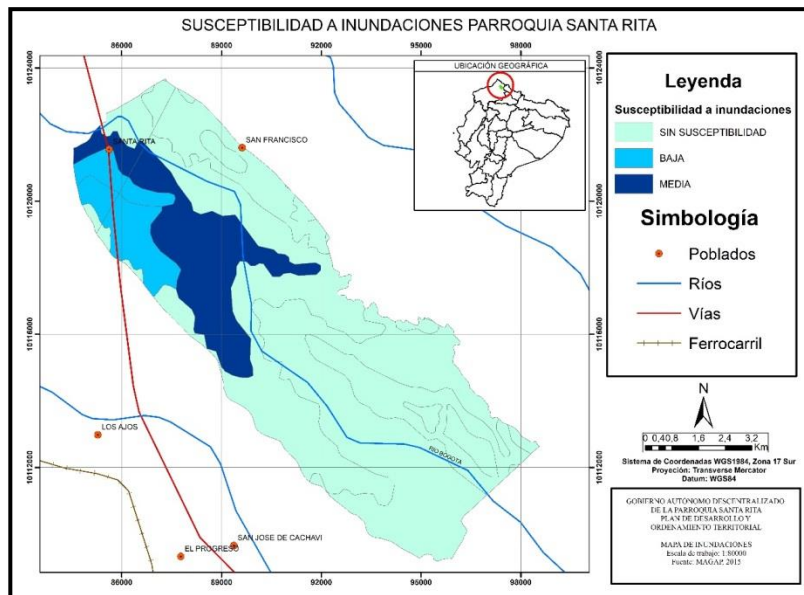 SUSCEPTIBILIDAD A INUNDACIONES PARROQUIA SANTA RITA
86000 89000 92000 95000 98000
10124000
10120000
10116000
10112000
10124000
10120000
10116000
10112000
UBICACIÓN GEOGRÁFICA
SANTA RITA
SAN FRANCISCO
LOS AJOS
RIO BOGOTA
SAN JOSE DE CACHAVI
EL PROGRESO
86000 89000 92000 95000 98000
Leyenda
Susceptibilidad a inundaciones
SIN SUSCEPTIBILIDAD
BAJA
MEDIA
Simbología
Poblados
Ríos
Vías
Ferrocarril
N
0 0,40,8 1,6 2,4 3,2
Km
Sistema de Coordenadas WGS1984, Zona 17 Sur
Proyeción: Transverse Mercator
Datum: WGS84
GOBIERNO AUTÓNOMO DESCENTRALIZADO
DE LA PARROQUIA SANTA RITA
PLAN DE DESARROLLO Y
ORDENAMIENTO TERRITORIAL
MAPA DE INUNDACIONES
Escala de trabajo: 1:80000
Fuente: MAGAP, 2015